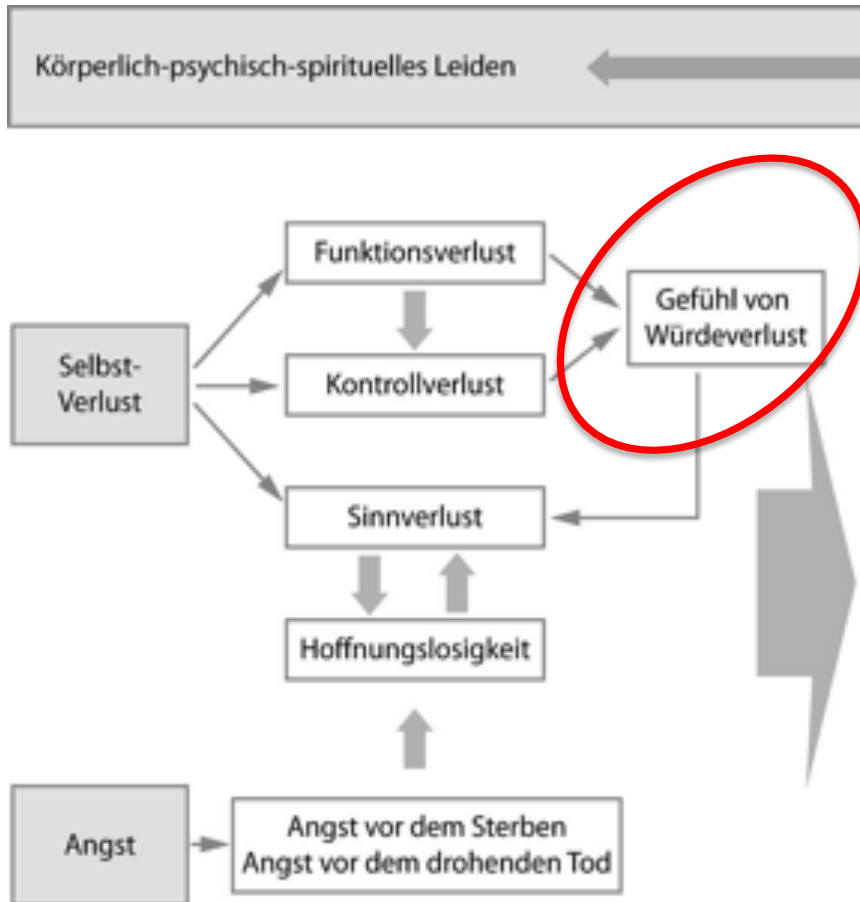 Körperlich-psychisch-spirituelles Leiden
Funktionsverlust
Gefühl von
Würdeverlust
Selbst-
Verlust
Kontrollverlust
Sinnverlust
Hoffnungslosigkeit
Angst
Angst vor dem Sterben
Angst vor dem drohenden Tod